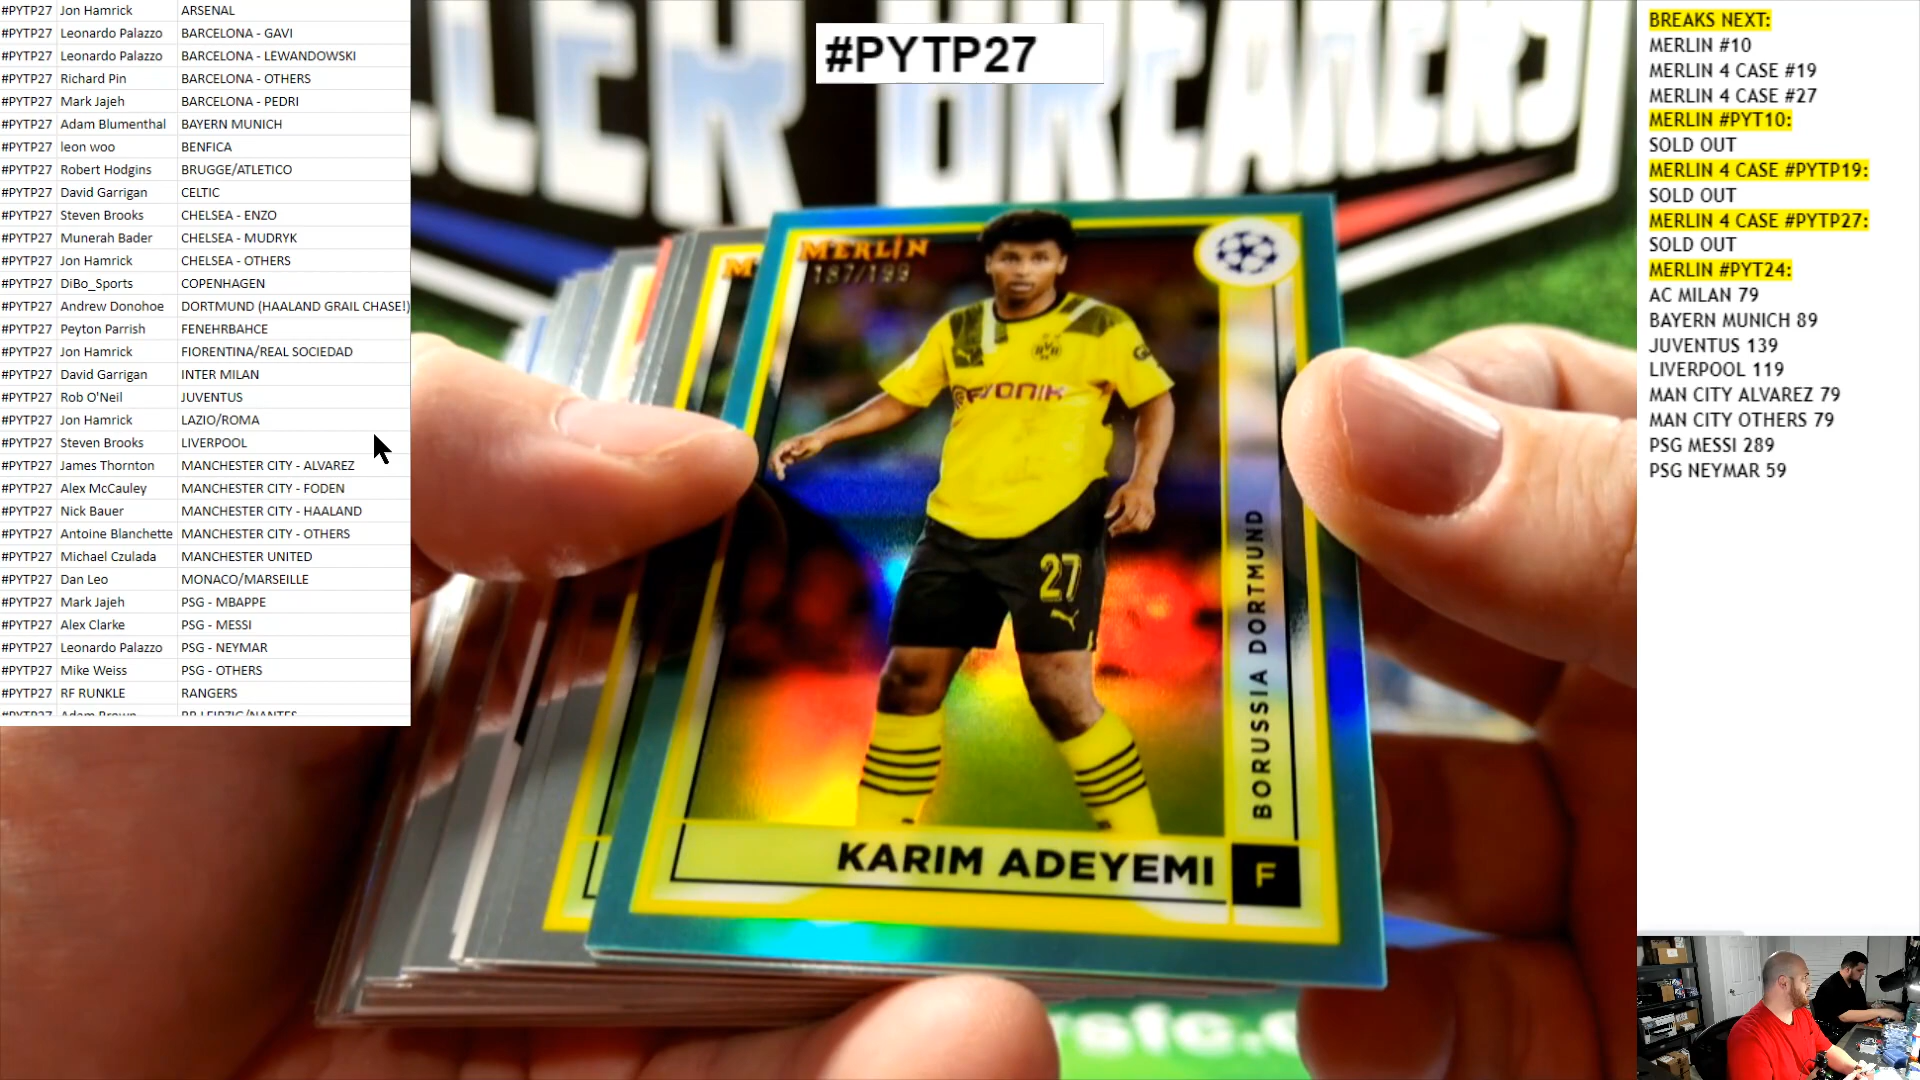 #PYTP27 Jon Hamrick ARSENAL
#PYTP27 Leonardo Palazzo BARCELONA - GAVI
#PYTP27 Leonardo Palazzo BARCELONA - LEWANDOWSKI
#PYTP27 Richard Pin BARCELONA - OTHERS
#PYTP27 Mark Jajeh BARCELONA - PEDRI
#PYTP27 Adam Blumenthal BAYERN MUNICH
#PYTP27 leon woo BENFICA
#PYTP27 Robert Hodgins BRUGGE/ATLETICO
#PYTP27 David Garrigan CELTIC
#PYTP27 Steven Brooks CHELSEA - ENZO
#PYTP27 Munerah Bader CHELSEA - MUDRYK
#PYTP27 Jon Hamrick CHELSEA - OTHERS
#PYTP27 DiBo_Sports COPENHAGEN
#PYTP27 Andrew Donohoe DORTMUND (HAALAND GRAIL CHASE!)
#PYTP27 Peyton Parrish FENEHRBAHCE
#PYTP27 Jon Hamrick FIORENTINA/REAL SOCIEDAD
#PYTP27 David Garrigan INTER MILAN
#PYTP27 Rob O'Neil JUVENTUS
#PYTP27 Jon Hamrick LAZIO/ROMA
#PYTP27 Steven Brooks LIVERPOOL
#PYTP27 James Thornton MANCHESTER CITY - ALVAREZ
#PYTP27 Alex McCauley MANCHESTER CITY - FODEN
#PYTP27 Nick Bauer MANCHESTER CITY - HAALAND
#PYTP27 Antoine Blanchette MANCHESTER CITY - OTHERS
#PYTP27 Michael Czulada MANCHESTER UNITED
#PYTP27 Dan Leo MONACO/MARSEILLE
#PYTP27 Mark Jajeh PSG - MBAPPE
#PYTP27 Alex Clarke PSG - MESSI
#PYTP27 Leonardo Palazzo PSG - NEYMAR
#PYTP27 Mike Weiss PSG - OTHERS
#PYTP27 RF RUNKLE RANGERS
#PYTP27 Adam Brown RB LEIPZIG/NANTES
#PYTP27
BREAKERS
MERLIN
187/199
EVONIK
BVB
27
BORUSSIA DORTMUND
KARIM ADEYEMI
F
BREAKS NEXT:
MERLIN #10
MERLIN 4 CASE #19
MERLIN 4 CASE #27
MERLIN #PYT10:
SOLD OUT
MERLIN 4 CASE #PYTP19:
SOLD OUT
MERLIN 4 CASE #PYTP27:
SOLD OUT
MERLIN #PYT24:
AC MILAN 79
BAYERN MUNICH 89
JUVENTUS 139
LIVERPOOL 119
MAN CITY ALVAREZ 79
MAN CITY OTHERS 79
PSG MESSI 289
PSG NEYMAR 59